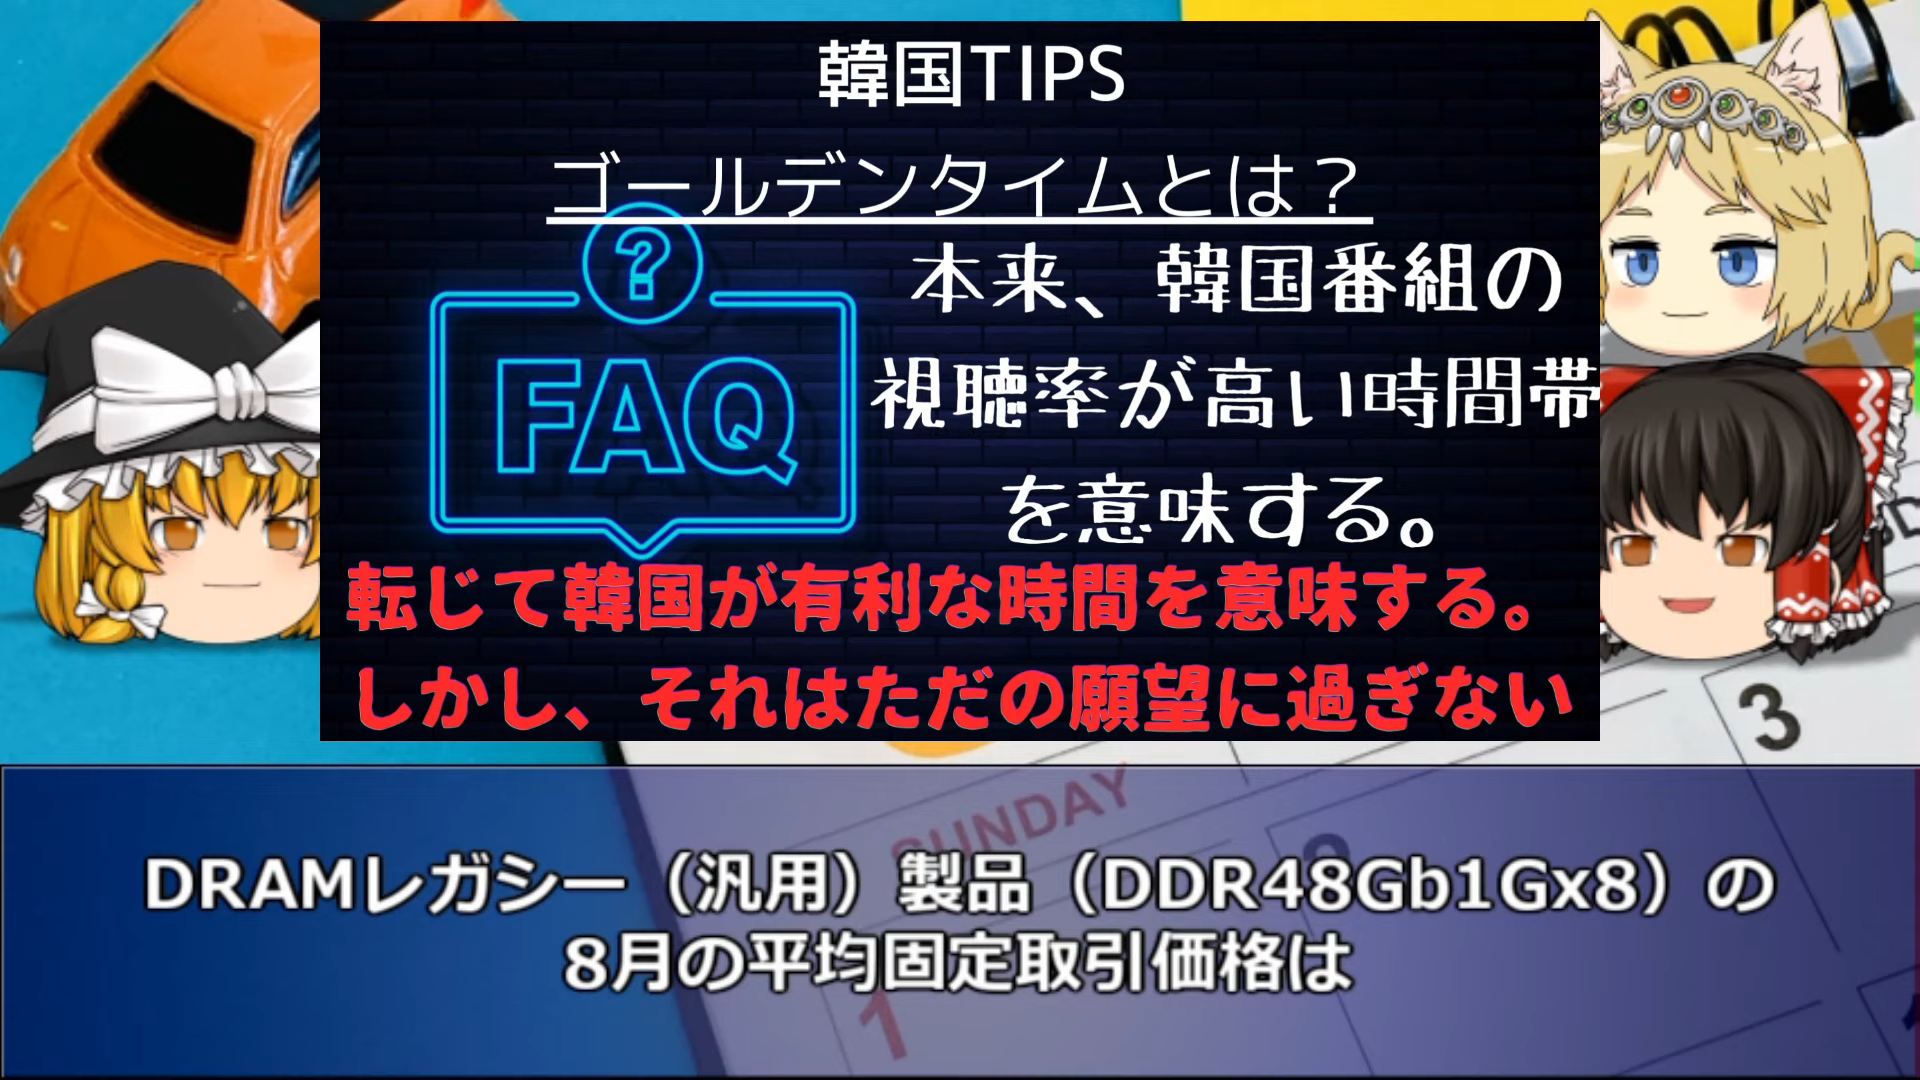 韓国TIPS
ゴールデンタイムとは？
?
FAQ
本来、韓国番組の
視聴率が高い時間帯
を意味する。
転じて韓国が有利な時間を意味する。
しかし、それはただの願望に過ぎない
3
SUNDAY
2
1
DRAMレガシー（汎用）製品（DDR48Gb1Gx8）の
8月の平均固定取引価格は